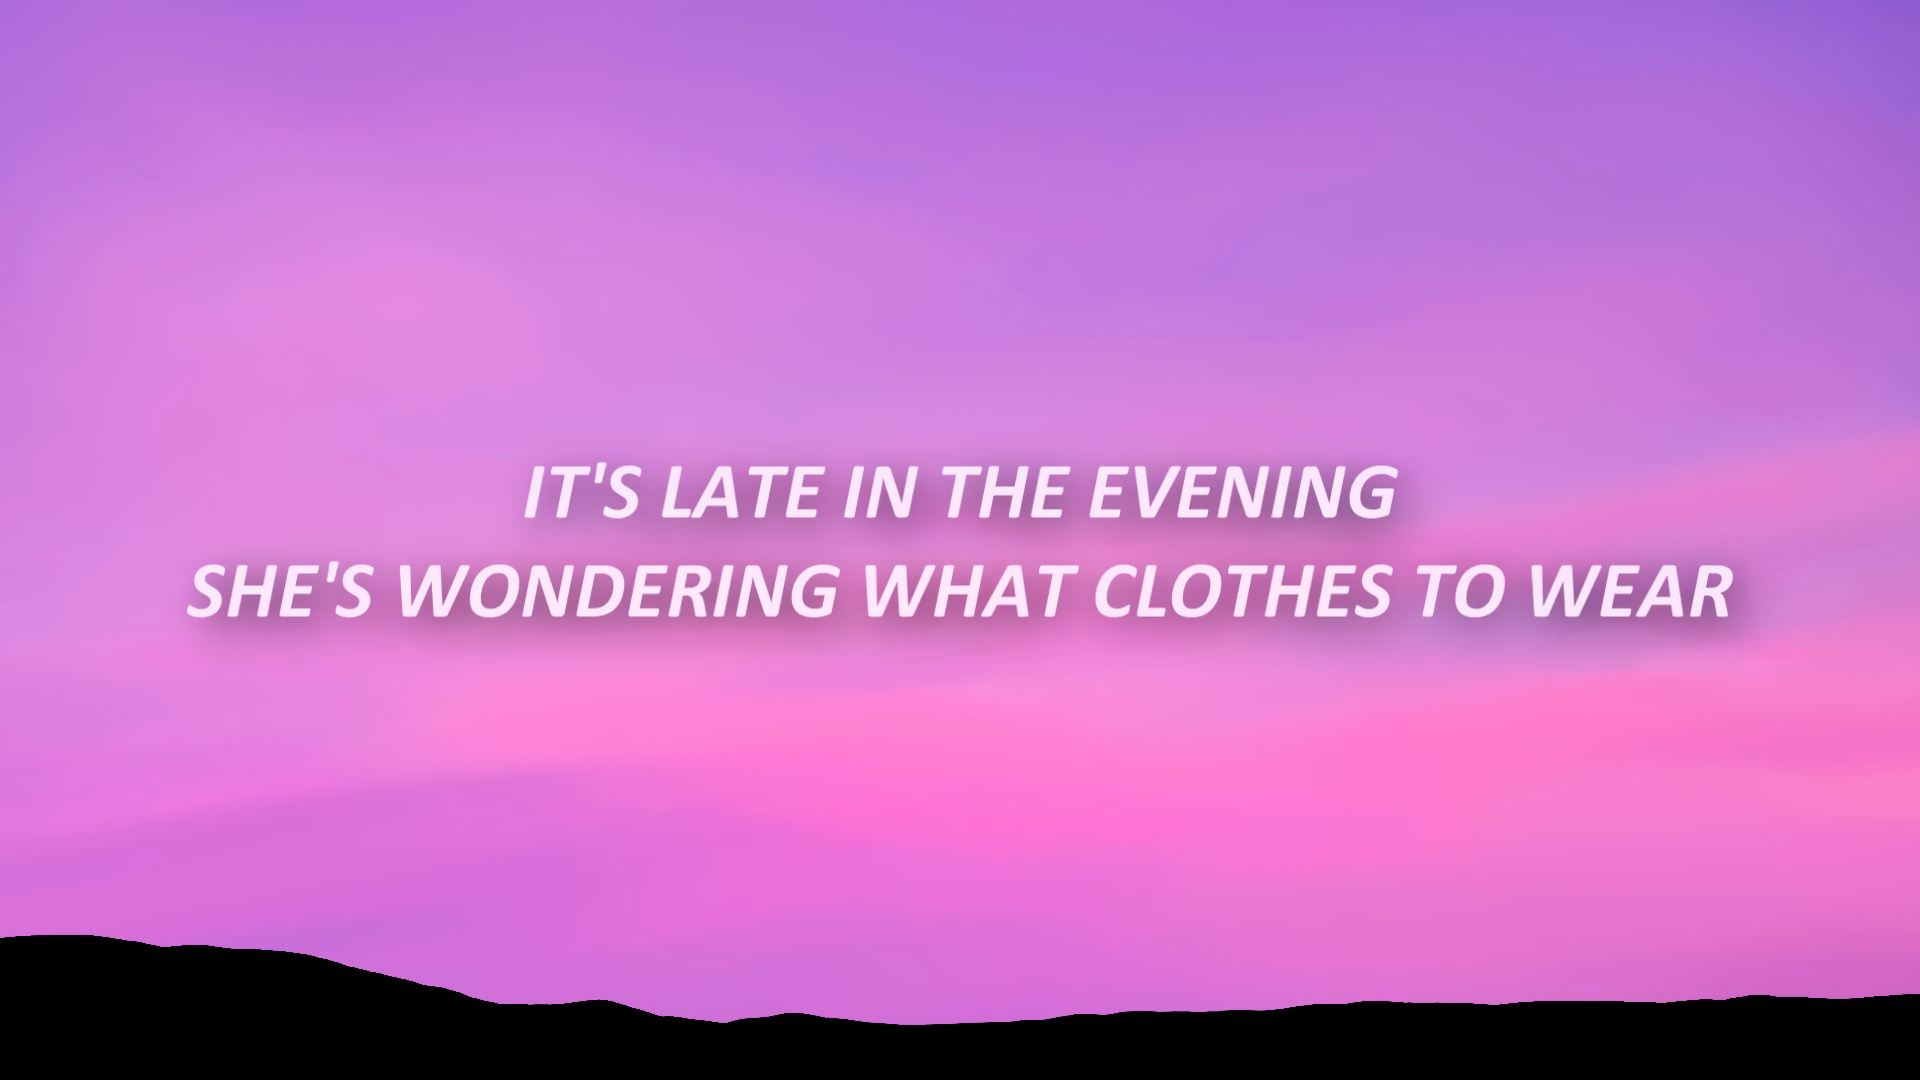 IT'S LATE IN THE EVENING
SHE'S WONDERING WHAT CLOTHES TO WEAR